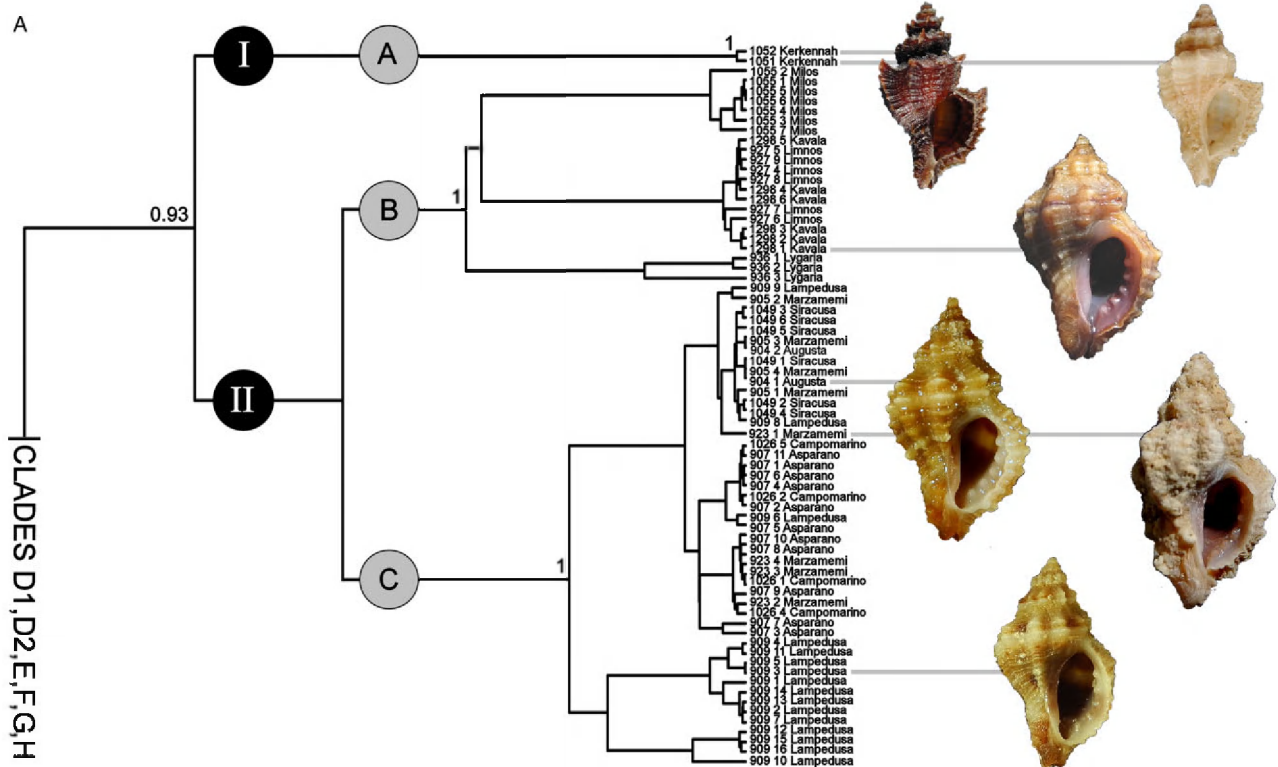 A
I
A
1
1052 Kerkennah
1051 Kerkennah
1055 2 Milos
1055 1 Milos
1055 5 Milos
1055 6 Milos
1055 4 Milos
1055 3 Milos
1055 7 Milos
1298 5 Kavala
927 5 Limnos
927 9 Limnos
927 4 Limnos
927 8 Limnos
1298 4 Kavala
1298 6 Kavala
927 7 Limnos
927 6 Limnos
1298 3 Kavala
1298 2 Kavala
1298 1 Kavala
936 1 Lygaria
936 2 Lygaria
936 3 Lygaria
B
1
0.93
909 9 Lampedusa
905 2 Marzamemi
1049 3 Siracusa
1049 6 Siracusa
1049 5 Siracusa
905 3 Marzamemi
904 2 Augusta
1049 1 Siracusa
905 4 Marzamemi
904 1 Augusta
905 1 Marzamemi
1049 2 Siracusa
1049 4 Siracusa
909 8 Lampedusa
923 1 Marzamemi
1026 5 Campomarino
907 11 Asparano
907 1 Asparano
907 6 Asparano
907 4 Asparano
1026 2 Campomarino
907 2 Asparano
909 6 Lampedusa
907 5 Asparano
907 10 Asparano
907 8 Asparano
923 4 Marzamemi
923 3 Marzamemi
1026 1 Campomarino
907 9 Asparano
923 2 Marzamemi
1026 4 Campomarino
907 7 Asparano
907 3 Asparano
909 4 Lampedusa
909 11 Lampedusa
909 5 Lampedusa
909 3 Lampedusa
909 1 Lampedusa
909 14 Lampedusa
909 13 Lampedusa
909 2 Lampedusa
909 7 Lampedusa
909 12 Lampedusa
909 15 Lampedusa
909 16 Lampedusa
909 10 Lampedusa
II
C
1
CLADES D1,D2,E,F,G,H